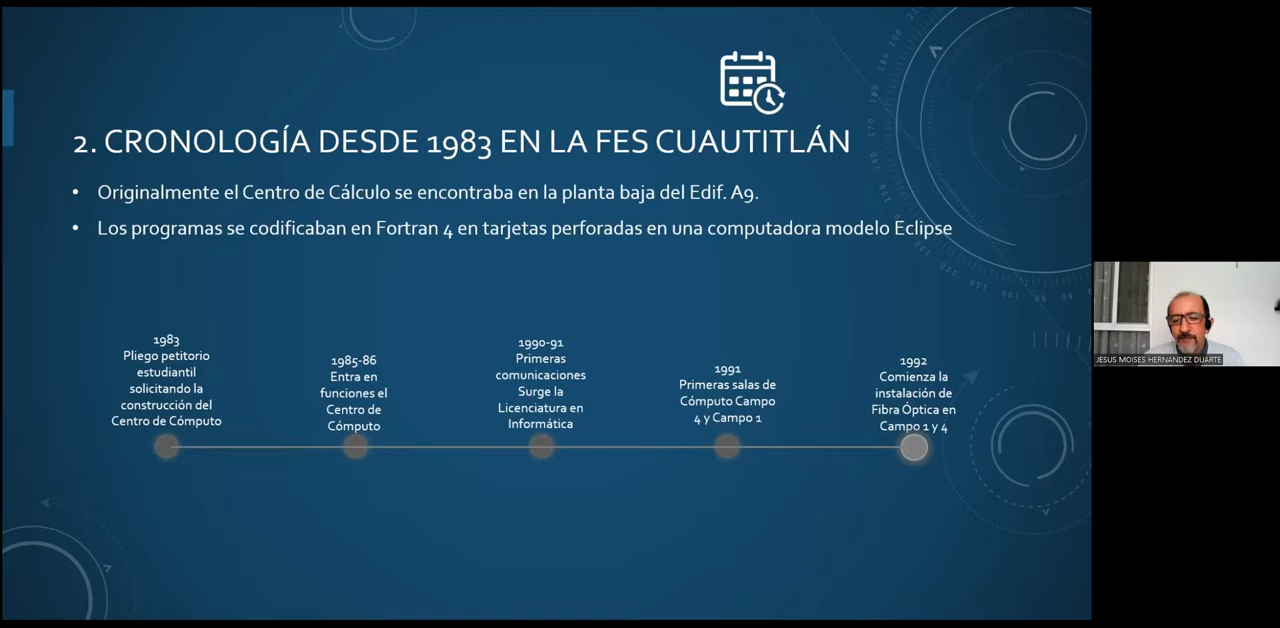 2. CRONOLOGÍA DESDE 1983 EN LA FES CUAUTITLÁN
• Originalmente el Centro de Cálculo se encontraba en la planta baja del Edif. A9.
• Los programas se codificaban en Fortran 4 en tarjetas perforadas en una computadora modelo Eclipse
1983
Pliego petitorio
estudiantil
solicitando la
construcción del
Centro de Cómputo
1985-86
Entra en
funciones el
Centro de
Cómputo
1990-91
Primeras
comunicaciones
Surge la
Licenciatura en
Informática
1991
Primeras salas de
Cómputo Campo
4 y Campo 1
1992
Comienza la
instalación de
Fibra Óptica en
Campo 1 y 4
JESUS MOISES HERNANDEZ DUARTE